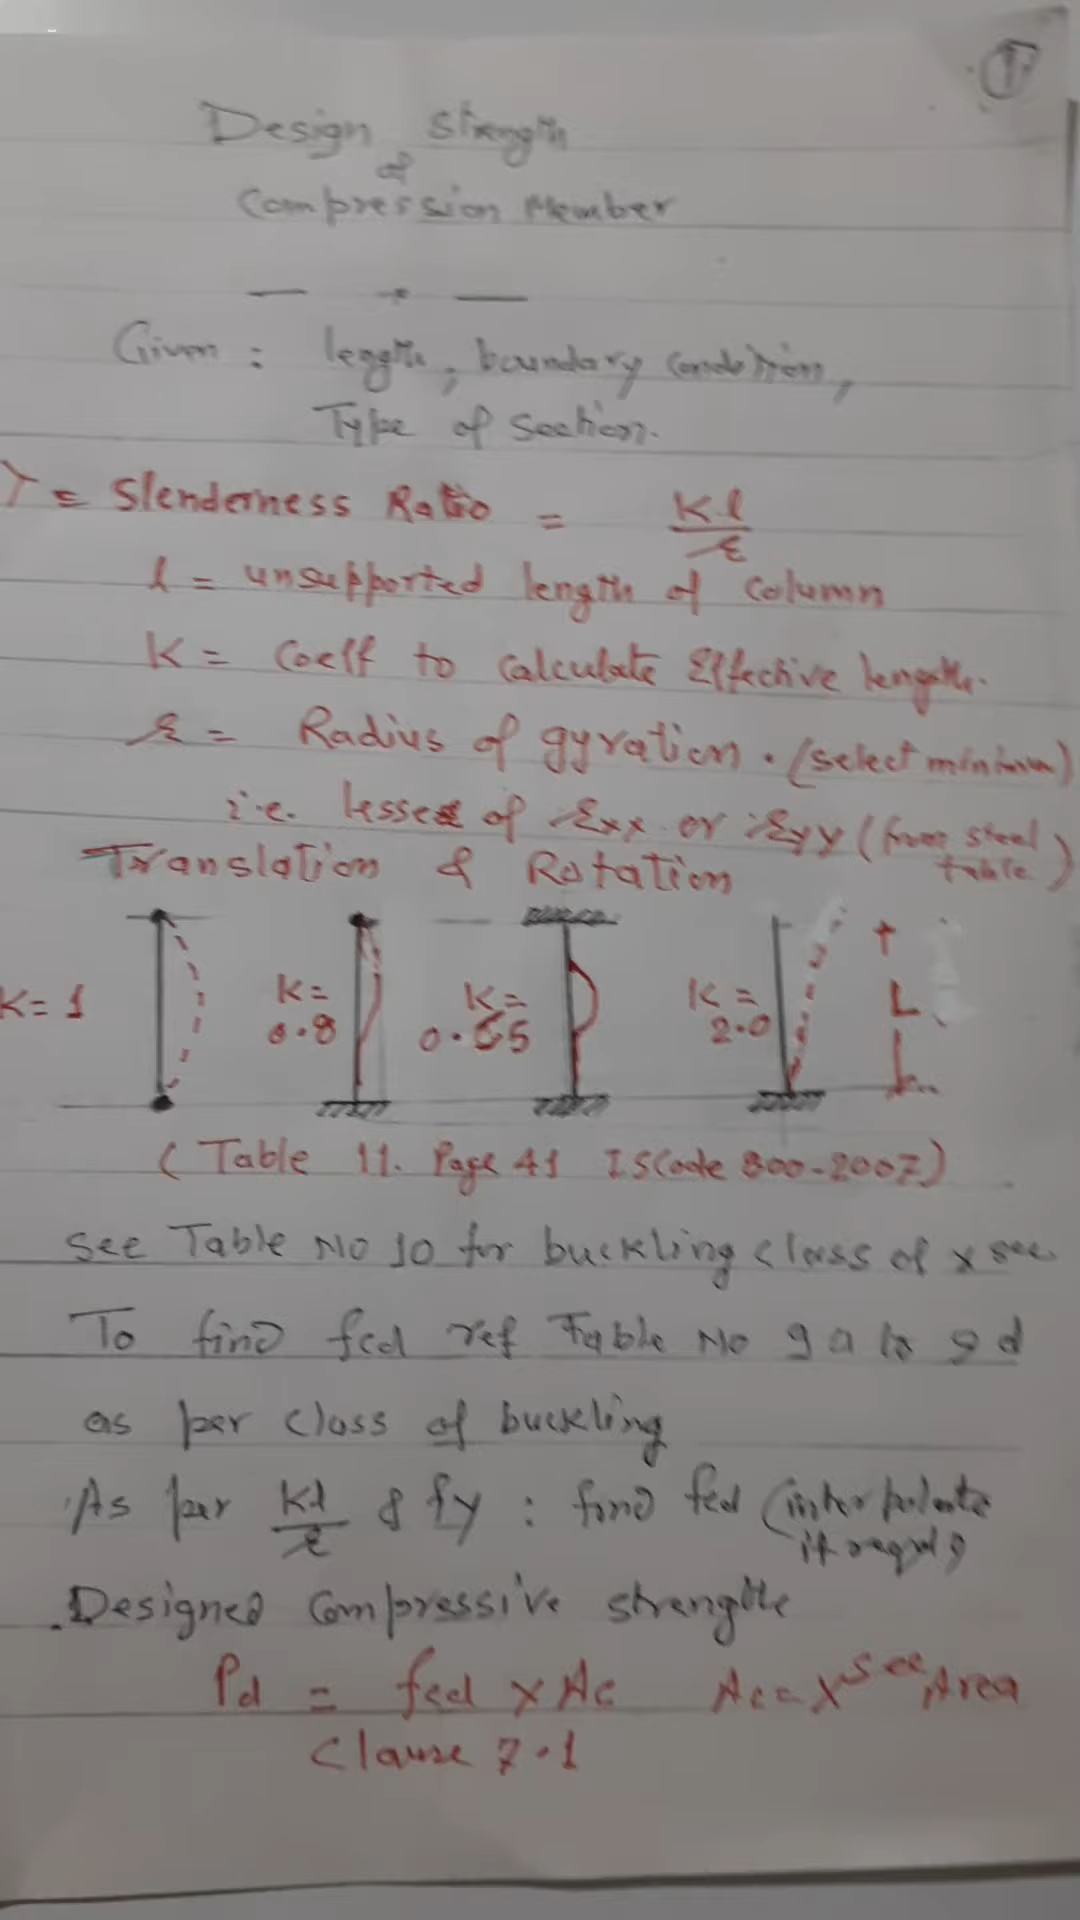 1
Design Strength
of
Compression Member
Given : length, boundary condition,
Type of Section.
λ = Slenderness Ratio = K.l/r
l = unsupported length of column
K = Coeff to calculate Effective length.
r = Radius of gyration. (select minimum)
i.e. lesser of rxx or ryy (from steel table)
Translation & Rotation
K = 1
K = 0.8
K = 0.65
K = 2.0
L
(Table 11. Page 41 IS Code 800-2007)
see Table No 10 for buckling class of x sec
To find fcd ref Table No 9a to 9d
as per class of buckling
As per Kl/r & fy : find fcd (interpolate if reqd)
Designed Compressive strength
Pd = fcd x Ac Ac = X sec Area
Clause 7.1